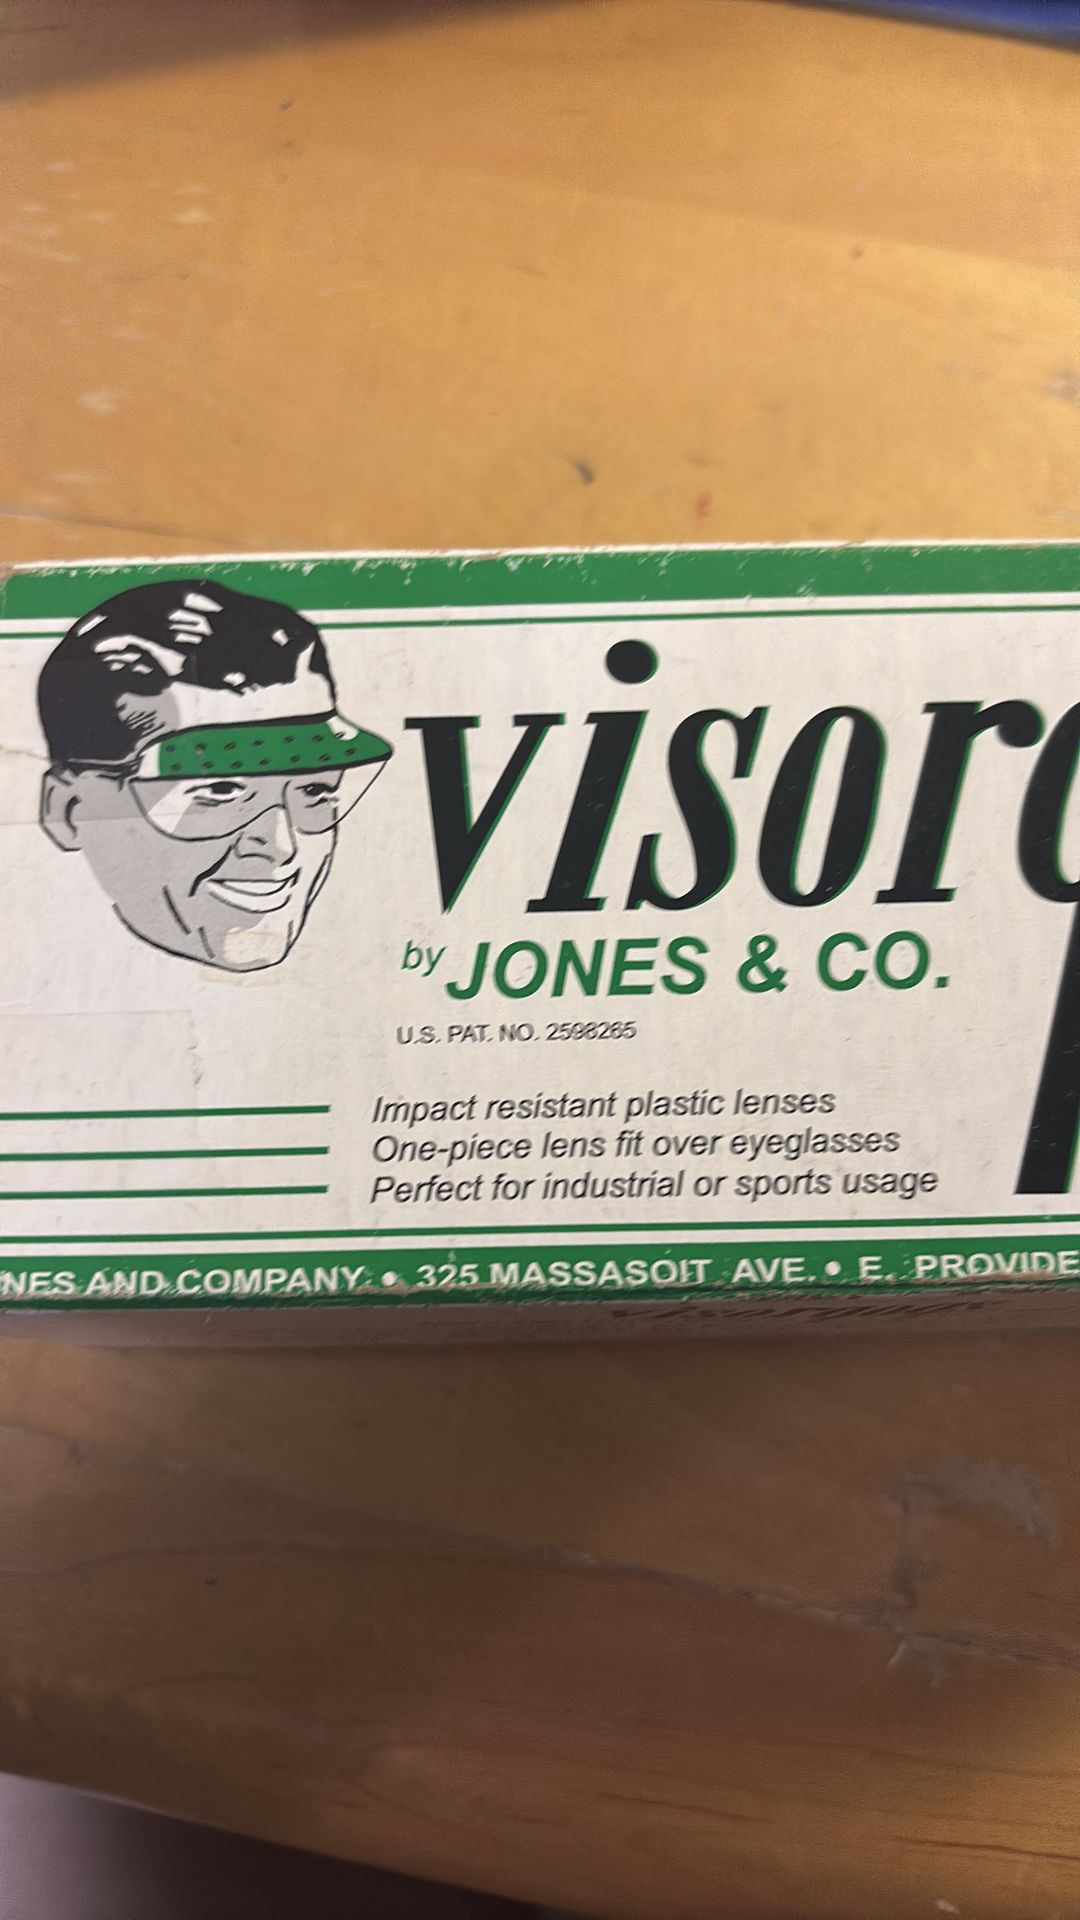 visorg
by JONES & CO.
U.S. PAT. NO. 2598265
Impact resistant plastic lenses
One-piece lens fit over eyeglasses
Perfect for industrial or sports usage
NES AND COMPANY • 325 MASSASOIT AVE. • E. PROVIDE